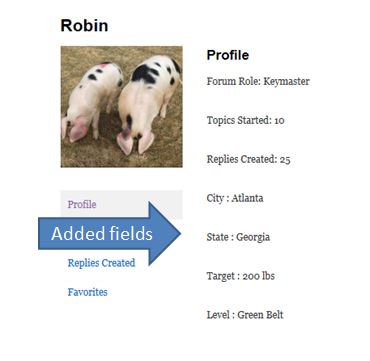 Robin
Profile
Forum Role: Keymaster
Topics Started: 10
Replies Created: 25
City : Atlanta
State : Georgia
Target : 200 lbs
Level : Green Belt
Profile
Added fields
Replies Created
Favorites